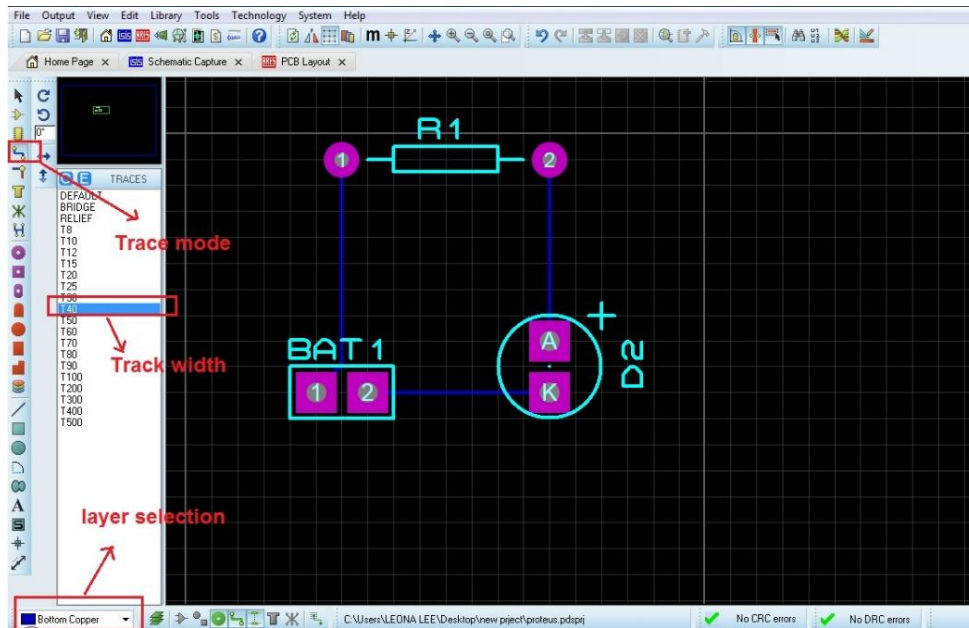 File Output View Edit Library Tools Technology System Help
Home Page × Schematic Capture × PCB Layout ×
0°
TRACES
DEFAULT
BRIDGE
RELIEF
T8
T10
T12
T15
T20
T25
T30
T40
T50
T60
T70
T80
T90
T100
T200
T300
T400
T500
Trace mode
Track width
layer selection
R1
1 2
BAT1
1 2
A
K
D2
Bottom Copper
C:\Users\LEONA LEE\Desktop\new prject\proteus.pdsprj
No CRC errors
No DRC errors